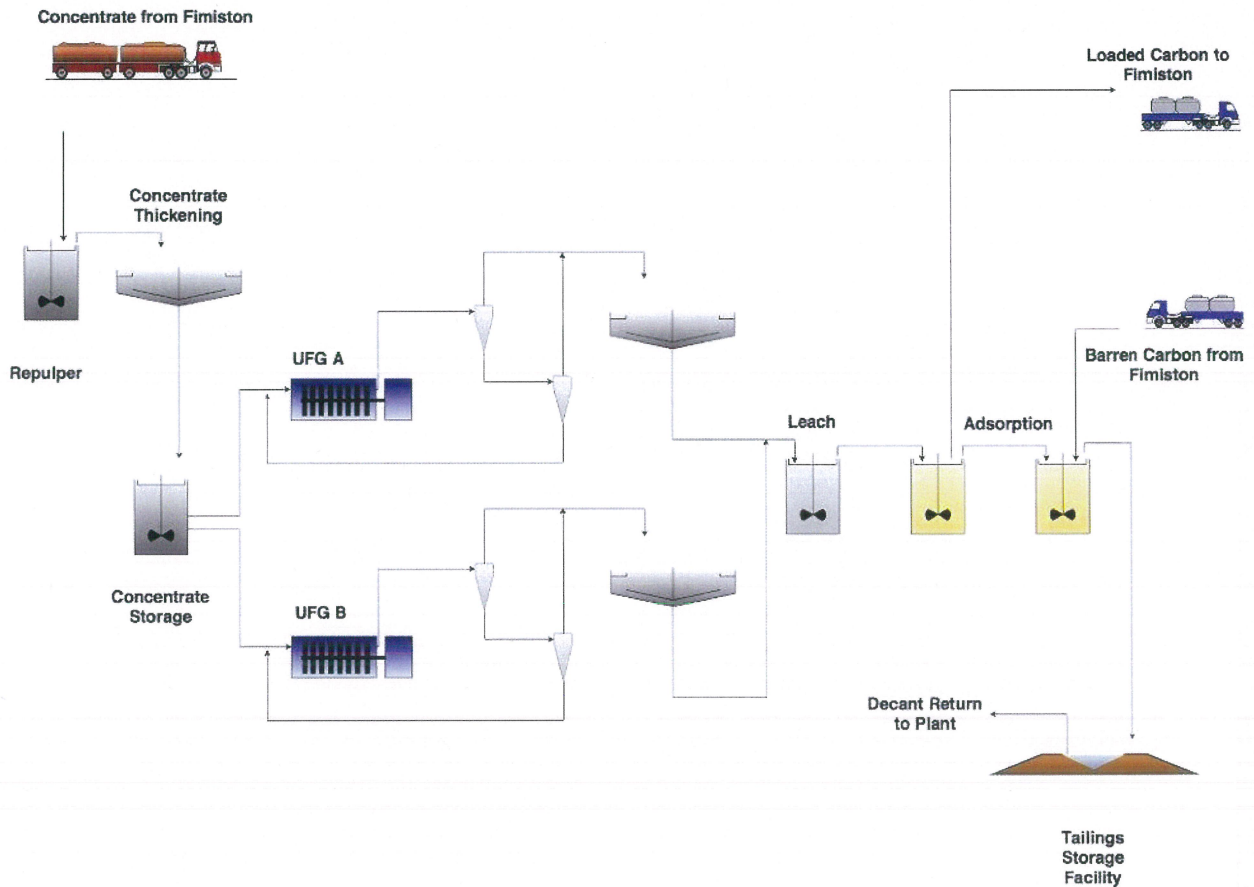 Concentrate from Fimiston
Loaded Carbon to
Fimiston
Concentrate
Thickening
Repulper
UFG A
Barren Carbon from
Fimiston
Leach
Adsorption
Concentrate
Storage
UFG B
Decant Return
to Plant
Tailings
Storage
Facility